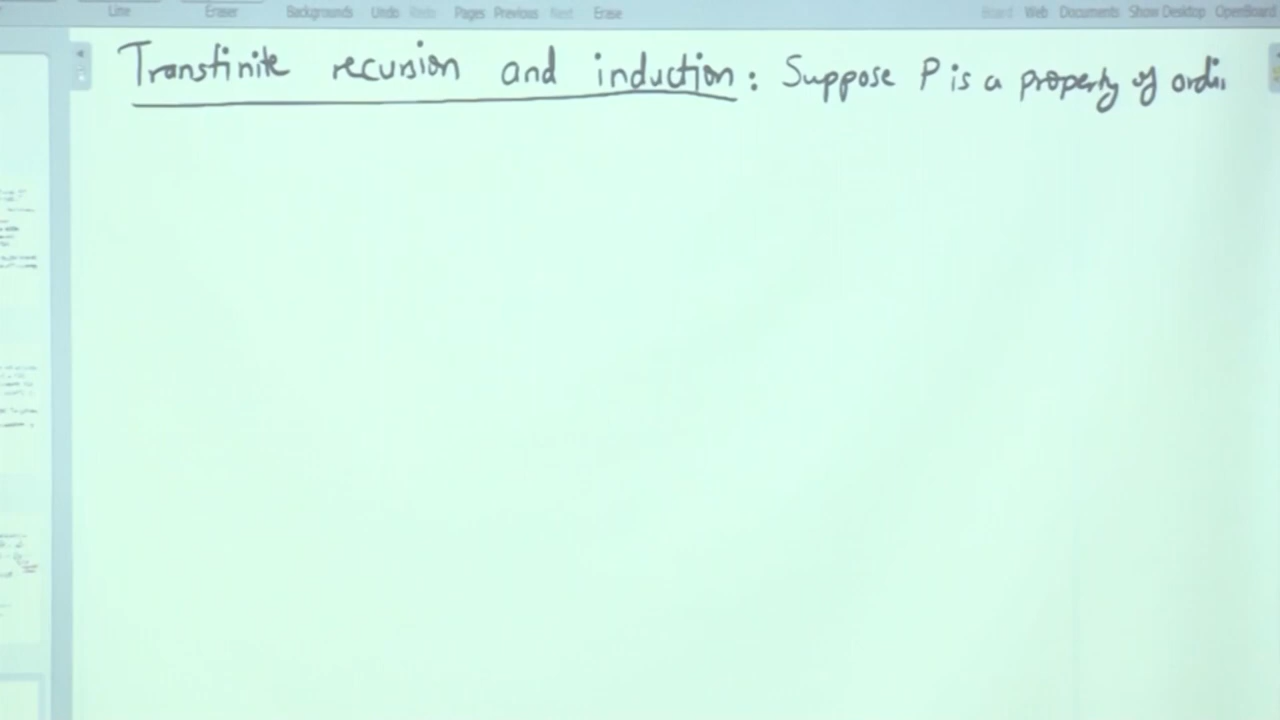 Line Eraser Backgrounds Undo Redo Pages Previous Next Erase Board Web Documents Show Desktop OpenBoard
Transfinite recursion and induction : Suppose P is a property of ordi